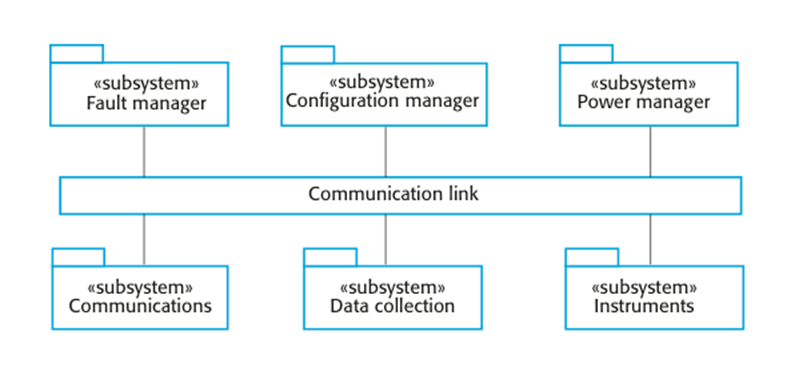 «subsystem»
Fault manager
«subsystem»
Configuration manager
«subsystem»
Power manager
Communication link
«subsystem»
Communications
«subsystem»
Data collection
«subsystem»
Instruments